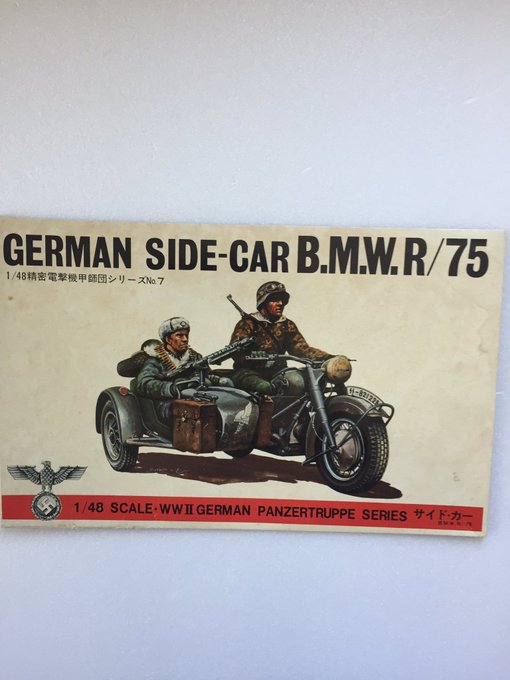 GERMAN SIDE-CAR B.M.W. R/75
1/48精密電撃機甲師団シリーズNo.7
1/48 SCALE·WWⅡ GERMAN PANZERTRUPPE SERIES サイド・カー